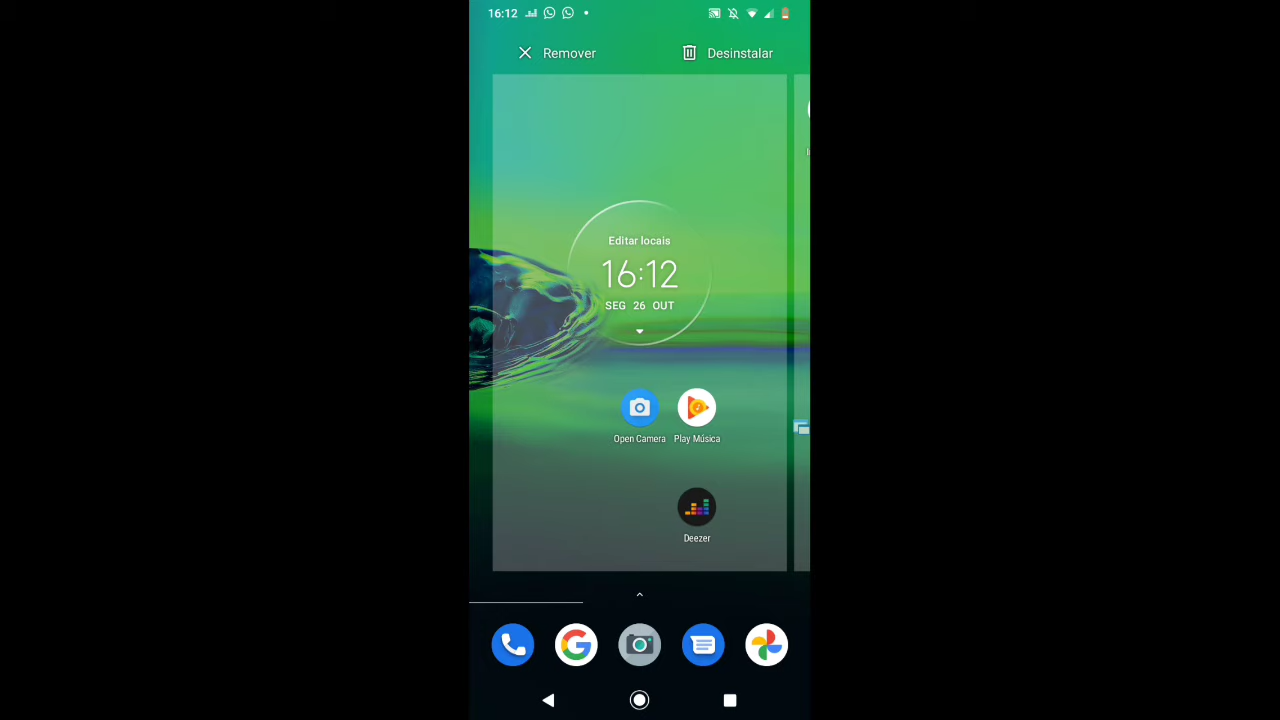 16:12
Remover Desinstalar
Editar locais
16:12
SEG 26 OUT
Open Camera Play Música
Deezer